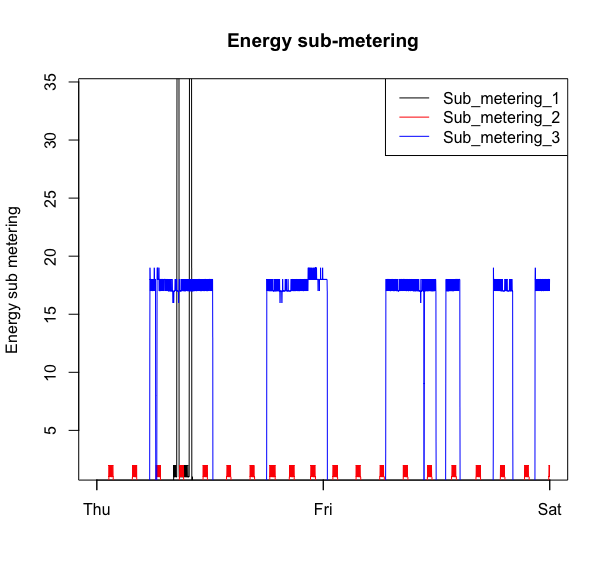 Energy sub-metering
Sub_metering_1
Sub_metering_2
Sub_metering_3
Energy sub metering
35
30
25
20
15
10
5
Thu Fri Sat